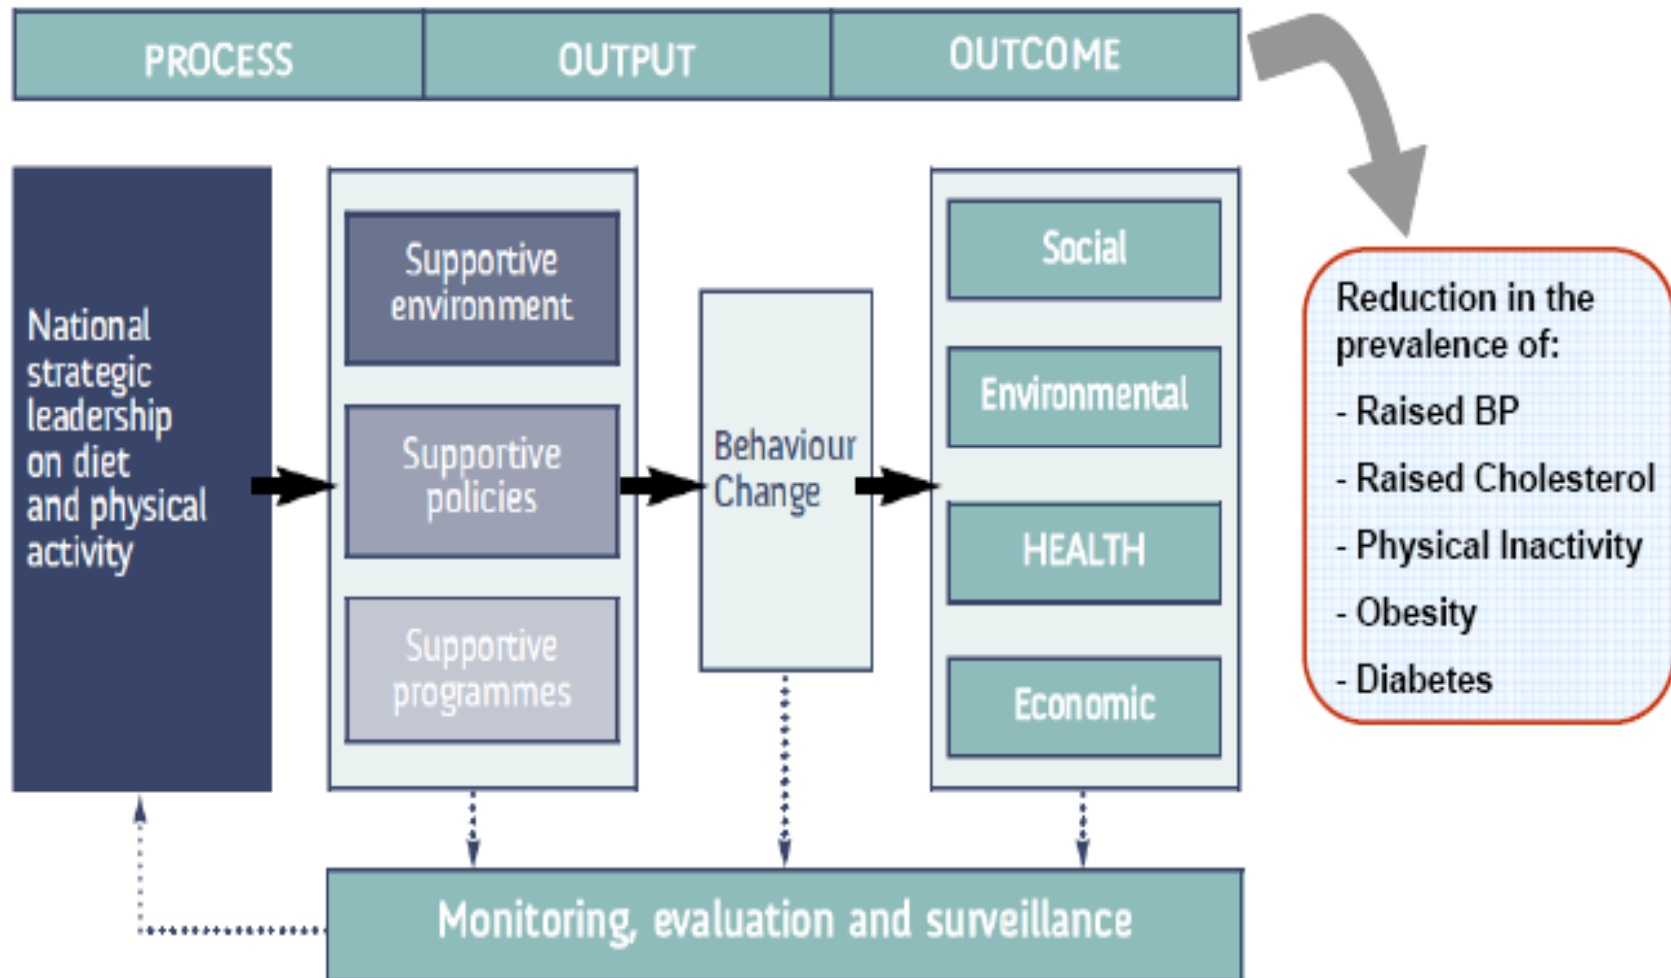 PROCESS
OUTPUT
OUTCOME
National
strategic
leadership
on diet
and physical
activity
Supportive
environment
Supportive
policies
Supportive
programmes
Behaviour
Change
Social
Environmental
HEALTH
Economic
Reduction in the
prevalence of:
- Raised BP
- Raised Cholesterol
- Physical Inactivity
- Obesity
- Diabetes
Monitoring, evaluation and surveillance